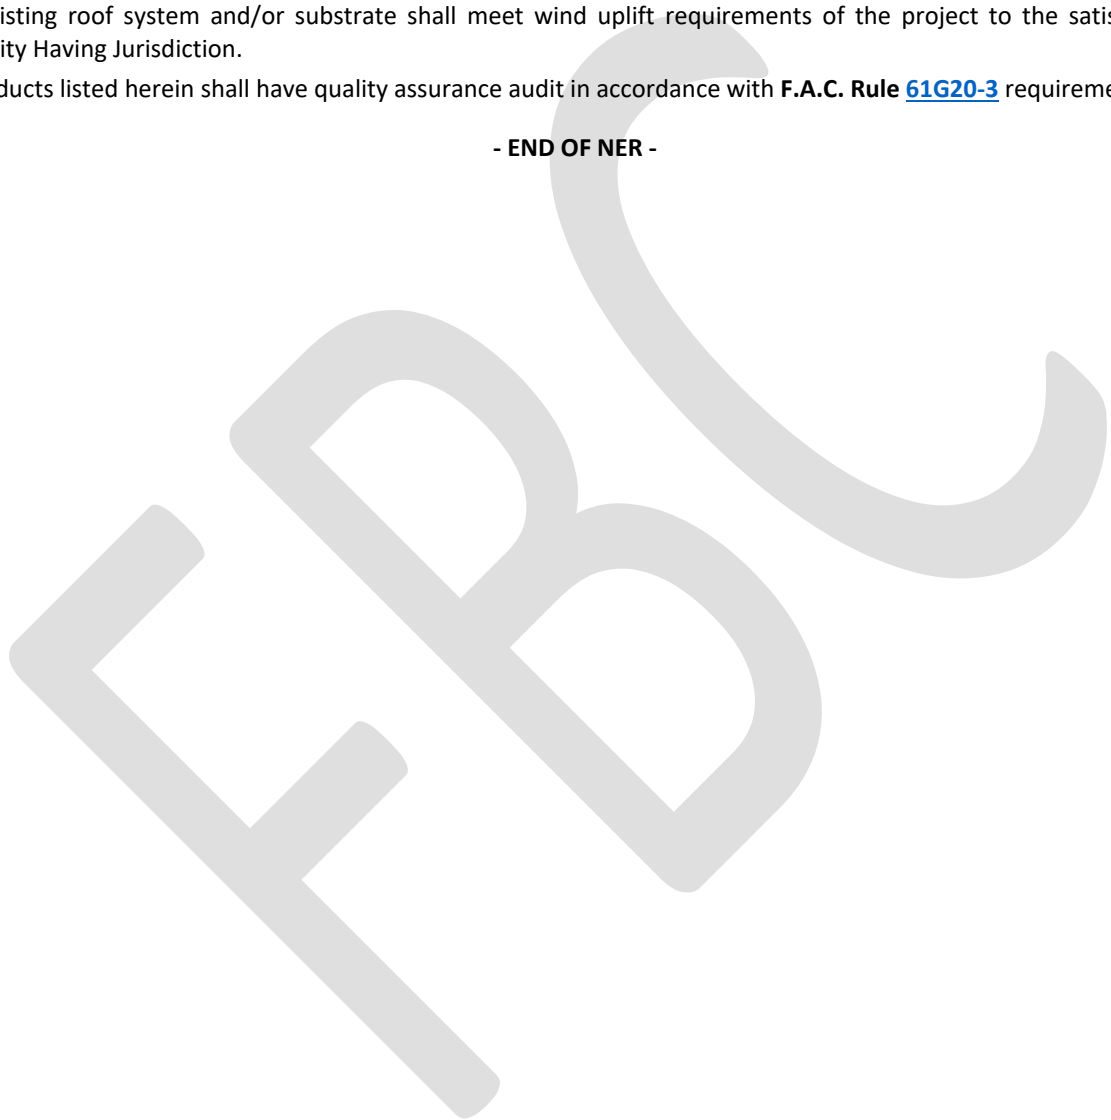 isting roof system and/or substrate shall meet wind uplift requirements of the project to the satis
ity Having Jurisdiction.
ducts listed herein shall have quality assurance audit in accordance with F.A.C. Rule 61G20-3 requireme
- END OF NER -
FBC